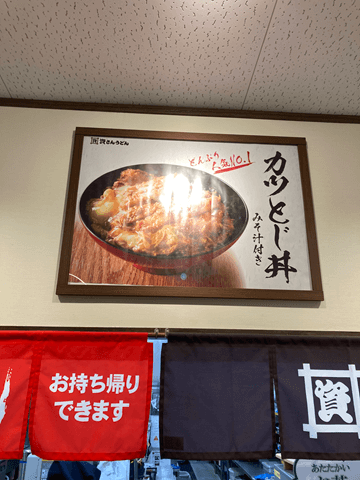 資さんうどん
どんぶり
人気NO.1
カツとじ丼
みそ汁付き
お持ち帰り
できます
資
あたたかい